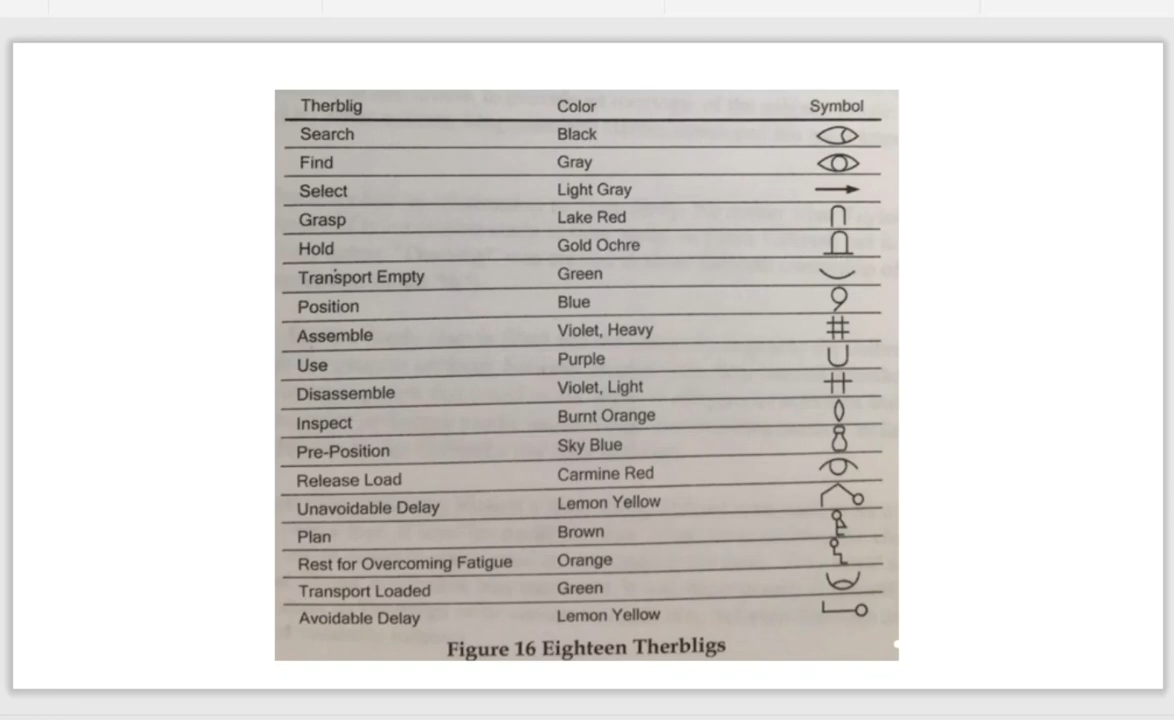 Therblig Color Symbol
Search Black
Find Gray
Select Light Gray
Grasp Lake Red
Hold Gold Ochre
Transport Empty Green
Position Blue
Assemble Violet, Heavy
Use Purple
Disassemble Violet, Light
Inspect Burnt Orange
Pre-Position Sky Blue
Release Load Carmine Red
Unavoidable Delay Lemon Yellow
Plan Brown
Rest for Overcoming Fatigue Orange
Transport Loaded Green
Avoidable Delay Lemon Yellow
Figure 16 Eighteen Therbligs